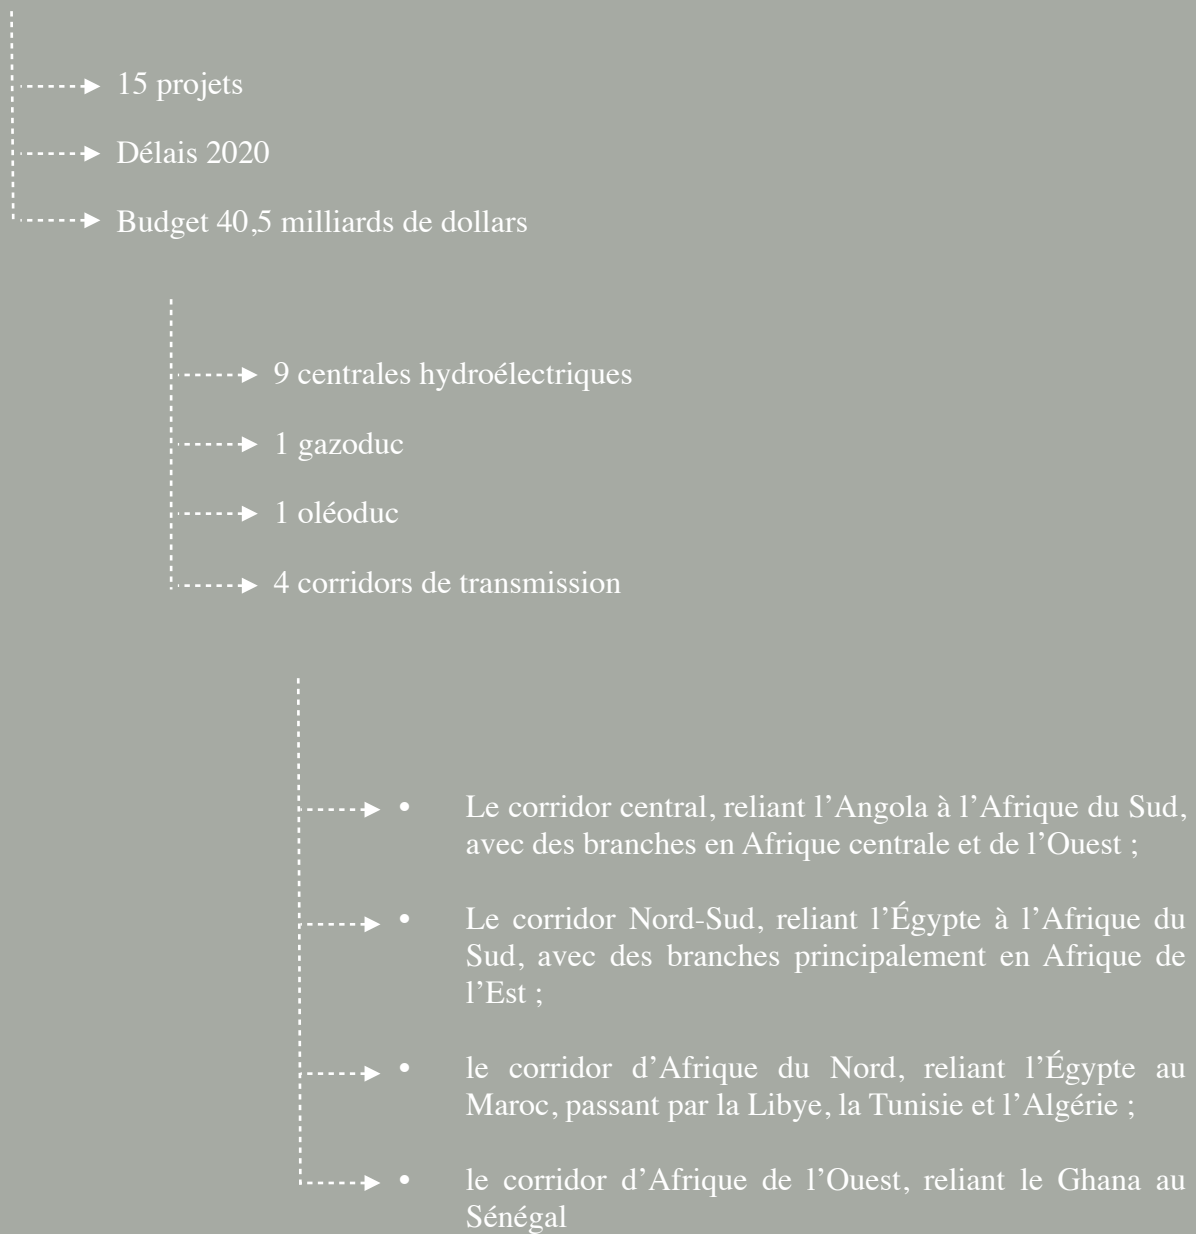 15 projets
Délais 2020
Budget 40,5 milliards de dollars
9 centrales hydroélectriques
1 gazoduc
1 oléoduc
4 corridors de transmission
• Le corridor central, reliant l’Angola à l’Afrique du Sud,
avec des branches en Afrique centrale et de l’Ouest ;
• Le corridor Nord-Sud, reliant l’Égypte à l’Afrique du
Sud, avec des branches principalement en Afrique de
l’Est ;
• le corridor d’Afrique du Nord, reliant l’Égypte au
Maroc, passant par la Libye, la Tunisie et l’Algérie ;
• le corridor d’Afrique de l’Ouest, reliant le Ghana au
Sénégal